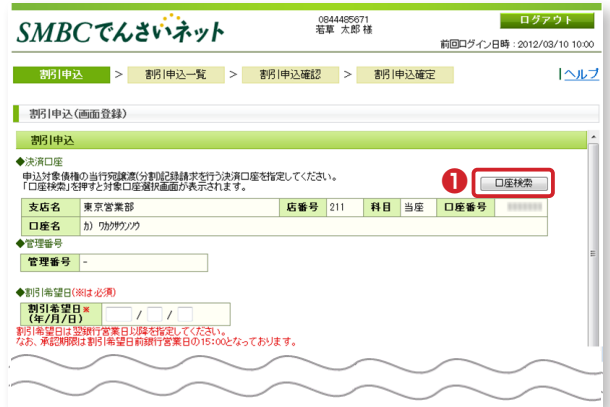 SMBCでんさいネット
0844485671
若草 太郎 様
ログアウト
前回ログイン日時：2012/03/10 10:00
割引申込 > 割引申込一覧 > 割引申込確認 > 割引申込確定
ヘルプ
割引申込(画面登録)
割引申込
◆決済口座
申込対象債権の当行宛譲渡(分割)記録請求を行う決済口座を指定してください。
「口座検索」を押すと対象口座選択画面が表示されます。
1 口座検索
支店名 東京営業部 店番号 211 科目 当座 口座番号
口座名 カ）ワカクサウンソウ
◆管理番号
管理番号 -
◆割引希望日(※は必須)
割引希望日※
(年/月/日) / /
割引希望日は翌銀行営業日以降を指定してください。
なお、承認期限は割引希望日前銀行営業日の15:00となっております。